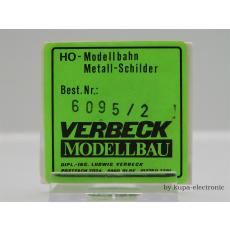 HO-Modellbahn
Metall-Schilder
Best.Nr.:
6095/2
VERBECK
MODELLBAU
DIPL.-ING. LUDWIG VERBECK
by kupa-electronic